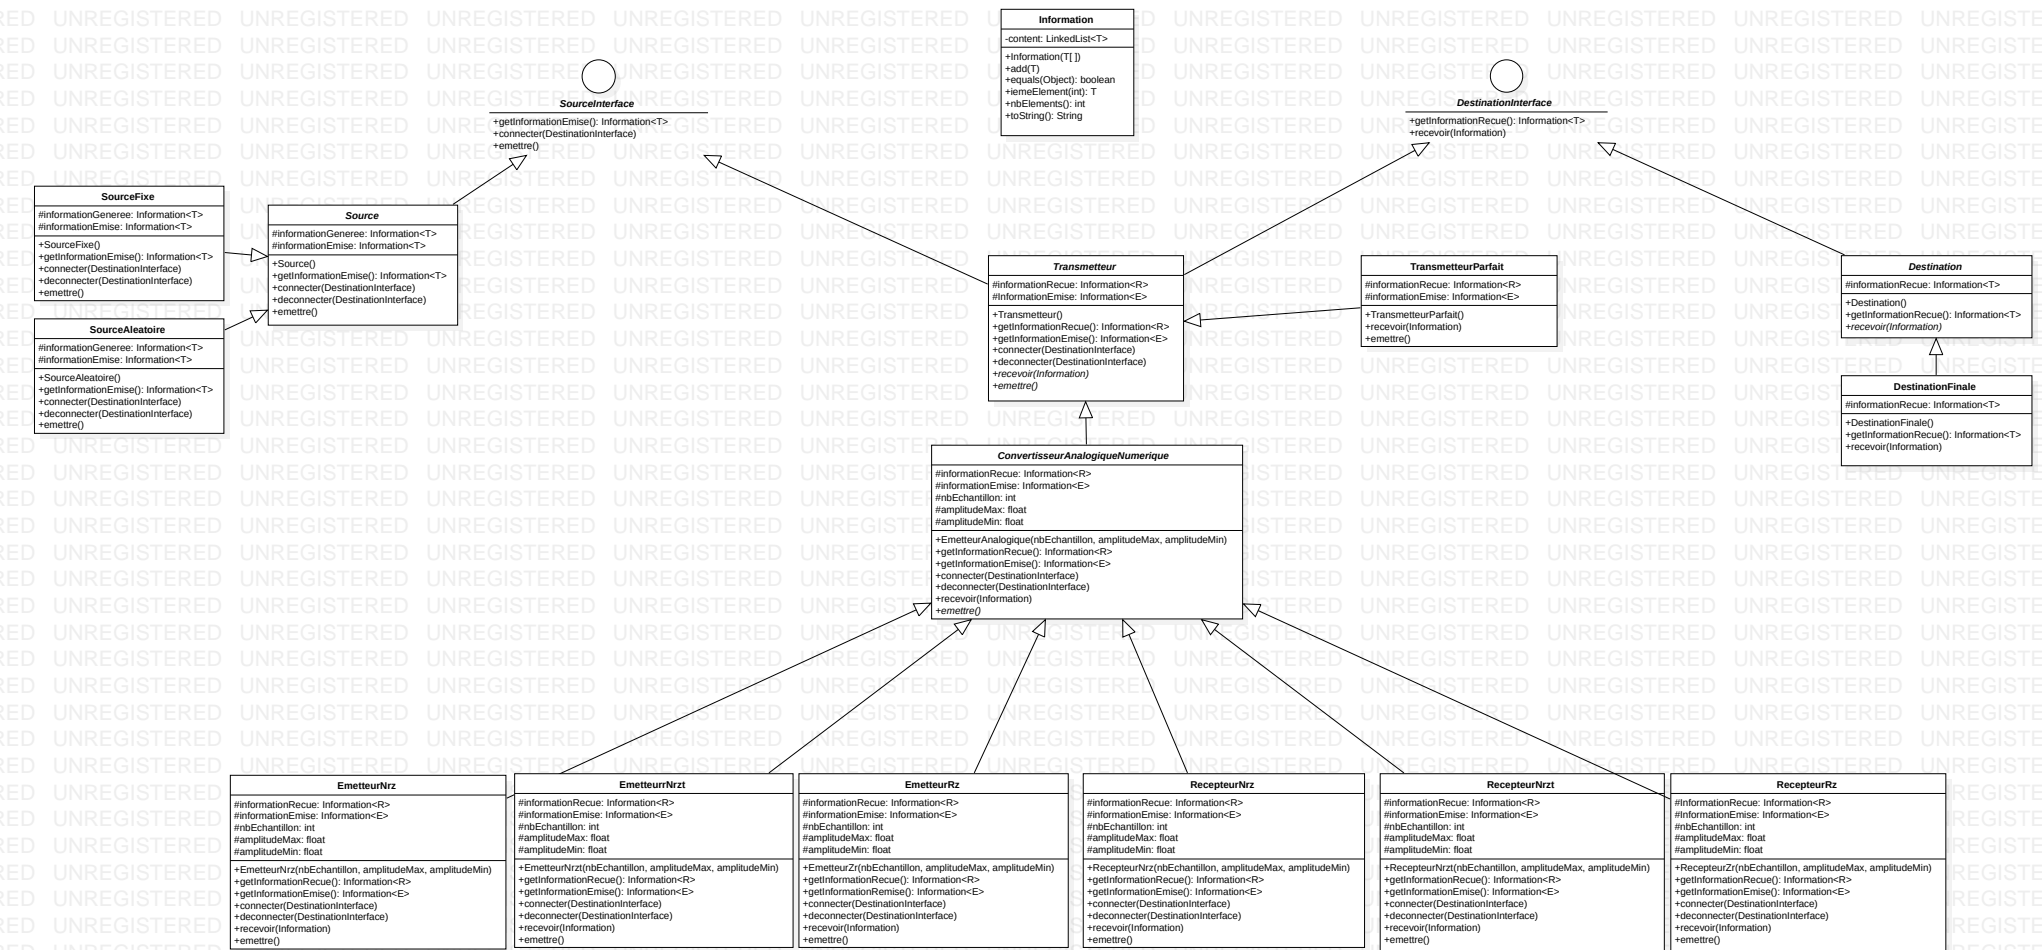 Information
-content: LinkedList<T>
+Information(T[ ])
+add(T)
+equals(Object): boolean
+iemeElement(int): T
+nbElements(): int
+toString(): String
SourceInterface
+getInformationEmise(): Information<T>
+connecter(DestinationInterface)
+emettre()
DestinationInterface
+getInformationRecue(): Information<T>
+recevoir(Information)
SourceFixe
#informationGeneree: Information<T>
#informationEmise: Information<T>
+SourceFixe()
+getInformationEmise(): Information<T>
+connecter(DestinationInterface)
+deconnecter(DestinationInterface)
+emettre()
Source
#informationGeneree: Information<T>
#informationEmise: Information<T>
+Source()
+getInformationEmise(): Information<T>
+connecter(DestinationInterface)
+deconnecter(DestinationInterface)
+emettre()
SourceAleatoire
#informationGeneree: Information<T>
#informationEmise: Information<T>
+SourceAleatoire()
+getInformationEmise(): Information<T>
+connecter(DestinationInterface)
+deconnecter(DestinationInterface)
+emettre()
Transmetteur
#informationRecue: Information<R>
#InformationEmise: Information<E>
+Transmetteur()
+getInformationRecue(): Information<R>
+getInformationEmise(): Information<E>
+connecter(DestinationInterface)
+deconnecter(DestinationInterface)
+recevoir(Information)
+emettre()
TransmetteurParfait
#informationRecue: Information<R>
#informationEmise: Information<E>
+TransmetteurParfait()
+recevoir(Information)
+emettre()
Destination
#informationRecue: Information<T>
+Destination()
+getInformationRecue(): Information<T>
+recevoir(Information)
DestinationFinale
#informationRecue: Information<T>
+DestinationFinale()
+getInformationRecue(): Information<T>
+recevoir(Information)
ConvertisseurAnalogiqueNumerique
#informationRecue: Information<R>
#informationEmise: Information<E>
#nbEchantillon: int
#amplitudeMax: float
#amplitudeMin: float
+EmetteurAnalogique(nbEchantillon, amplitudeMax, amplitudeMin)
+getInformationRecue(): Information<R>
+getInformationEmise(): Information<E>
+connecter(DestinationInterface)
+deconnecter(DestinationInterface)
+recevoir(Information)
+emettre()
EmetteurNrz
#informationRecue: Information<R>
#informationEmise: Information<E>
#nbEchantillon: int
#amplitudeMax: float
#amplitudeMin: float
+EmetteurNrz(nbEchantillon, amplitudeMax, amplitudeMin)
+getInformationRecue(): Information<R>
+getInformationEmise(): Information<E>
+connecter(DestinationInterface)
+deconnecter(DestinationInterface)
+recevoir(Information)
+emettre()
EmetteurrNrzt
#informationRecue: Information<R>
#informationEmise: Information<E>
#nbEchantillon: int
#amplitudeMax: float
#amplitudeMin: float
+EmetteurNrzt(nbEchantillon, amplitudeMax, amplitudeMin)
+getInformationRecue(): Information<R>
+getInformationEmise(): Information<E>
+connecter(DestinationInterface)
+deconnecter(DestinationInterface)
+recevoir(Information)
+emettre()
EmetteurRz
#informationRecue: Information<R>
#informationEmise: Information<E>
#nbEchantillon: int
#amplitudeMax: float
#amplitudeMin: float
+EmetteurZr(nbEchantillon, amplitudeMax, amplitudeMin)
+getInformationRecue(): Information<R>
+getInformationRemise(): Information<E>
+connecter(DestinationInterface)
+deconnecter(DestinationInterface)
+recevoir(Information)
+emettre()
RecepteurNrz
#informationRecue: Information<R>
#informationEmise: Information<E>
#nbEchantillon: int
#amplitudeMax: float
#amplitudeMin: float
+RecepteurNrz(nbEchantillon, amplitudeMax, amplitudeMin)
+getInformationRecue(): Information<R>
+getInformationEmise(): Information<E>
+connecter(DestinationInterface)
+deconnecter(DestinationInterface)
+recevoir(Information)
+emettre()
RecepteurNrzt
#informationRecue: Information<R>
#informationEmise: Information<E>
#nbEchantillon: int
#amplitudeMax: float
#amplitudeMin: float
+RecepteurNrzt(nbEchantillon, amplitudeMax, amplitudeMin)
+getInformationRecue(): Information<R>
+getInformationEmise(): Information<E>
+connecter(DestinationInterface)
+deconnecter(DestinationInterface)
+recevoir(Information)
+emettre()
RecepteurRz
#InformationRecue: Information<R>
#InformationEmise: Information<E>
#nbEchantillon: int
#amplitudeMax: float
#amplitudeMin: float
+RecepteurZr(nbEchantillon, amplitudeMax, amplitudeMin)
+getInformationRecue(): Information<R>
+getInformationEmise(): Information<E>
+connecter(DestinationInterface)
+deconnecter(DestinationInterface)
+recevoir(Information)
+emettre()
UNREGISTERED